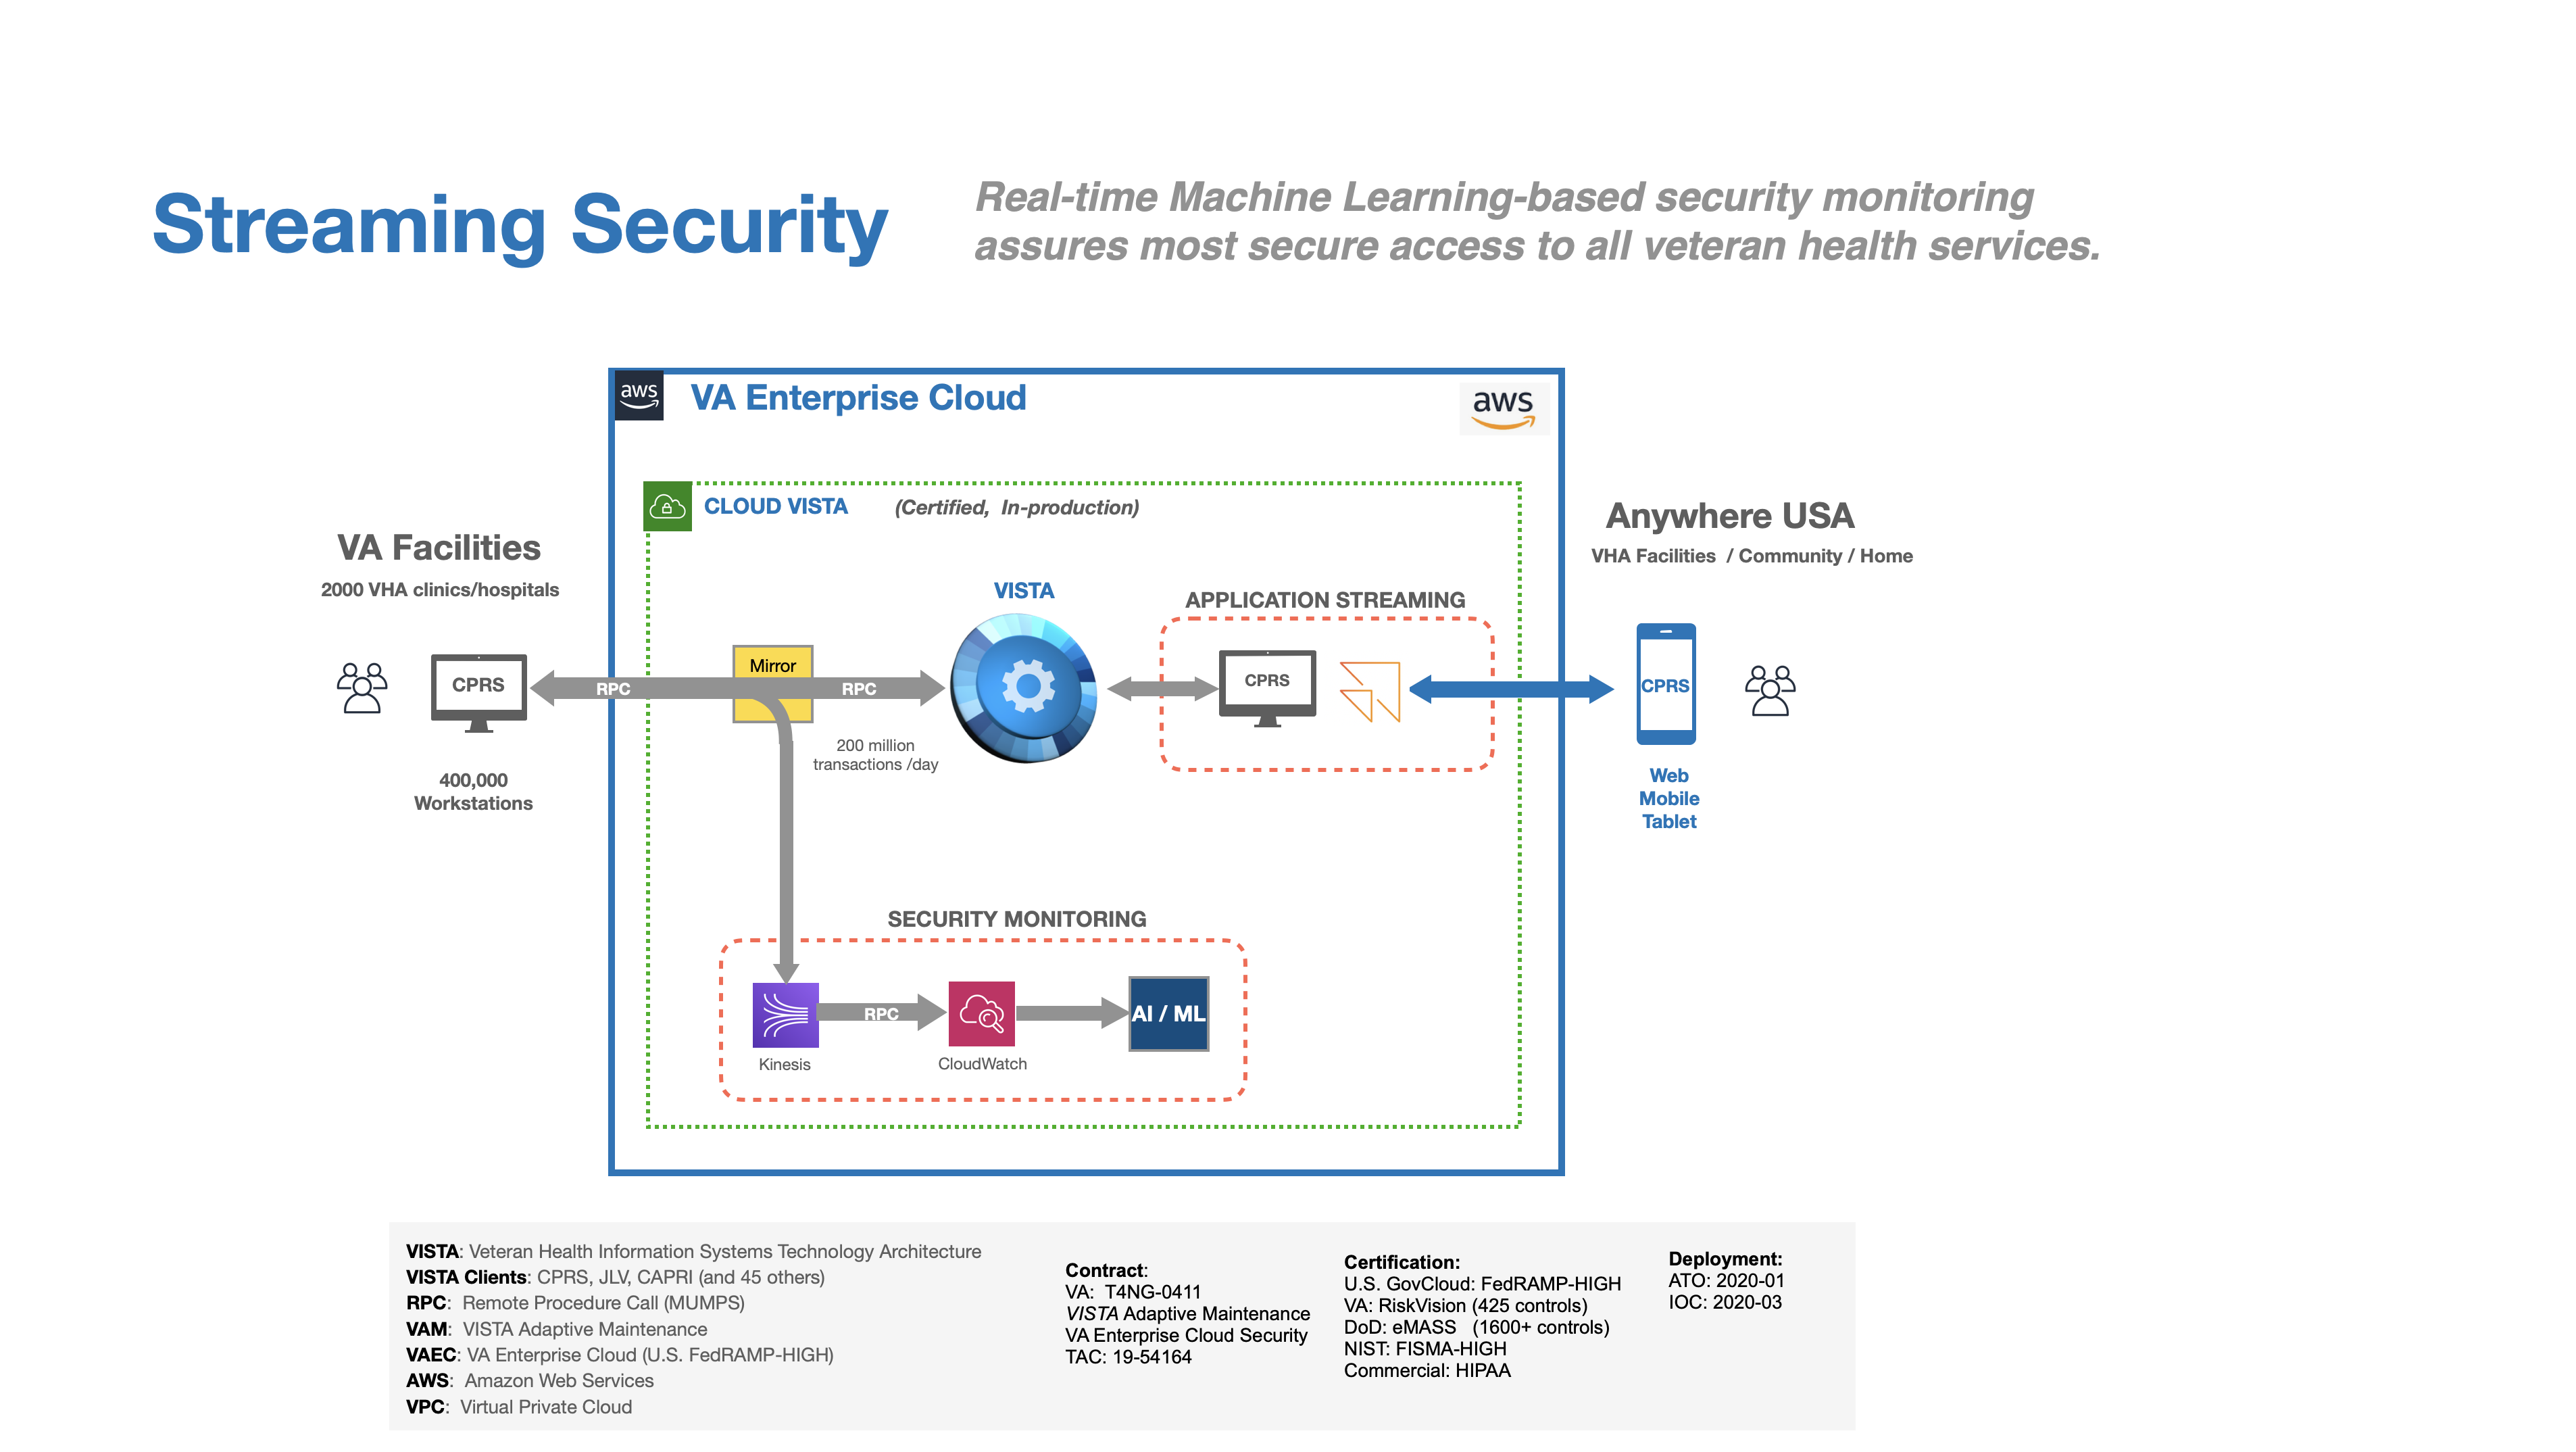 Streaming Security
Real-time Machine Learning-based security monitoring
assures most secure access to all veteran health services.
aws
VA Enterprise Cloud
aws
CLOUD VISTA
(Certified, In-production)
VA Facilities
2000 VHA clinics/hospitals
CPRS
400,000
Workstations
RPC
Mirror
RPC
200 million
transactions /day
VISTA
APPLICATION STREAMING
CPRS
Anywhere USA
VHA Facilities / Community / Home
CPRS
Web
Mobile
Tablet
SECURITY MONITORING
Kinesis
RPC
CloudWatch
AI / ML
VISTA: Veteran Health Information Systems Technology Architecture
VISTA Clients: CPRS, JLV, CAPRI (and 45 others)
RPC: Remote Procedure Call (MUMPS)
VAM: VISTA Adaptive Maintenance
VAEC: VA Enterprise Cloud (U.S. FedRAMP-HIGH)
AWS: Amazon Web Services
VPC: Virtual Private Cloud
Contract:
VA: T4NG-0411
VISTA Adaptive Maintenance
VA Enterprise Cloud Security
TAC: 19-54164
Certification:
U.S. GovCloud: FedRAMP-HIGH
VA: RiskVision (425 controls)
DoD: eMASS (1600+ controls)
NIST: FISMA-HIGH
Commercial: HIPAA
Deployment:
ATO: 2020-01
IOC: 2020-03